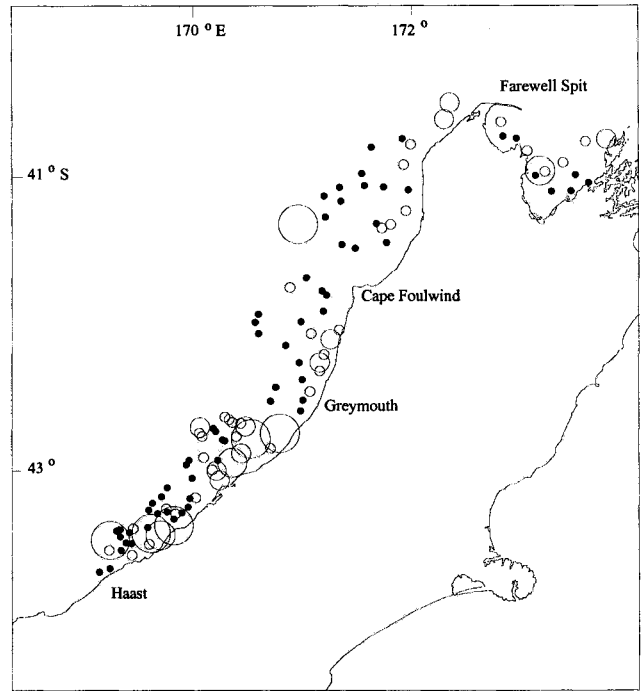 170 ° E
172 °
Farewell Spit
41 ° S
Cape Foulwind
Greymouth
43 °
Haast